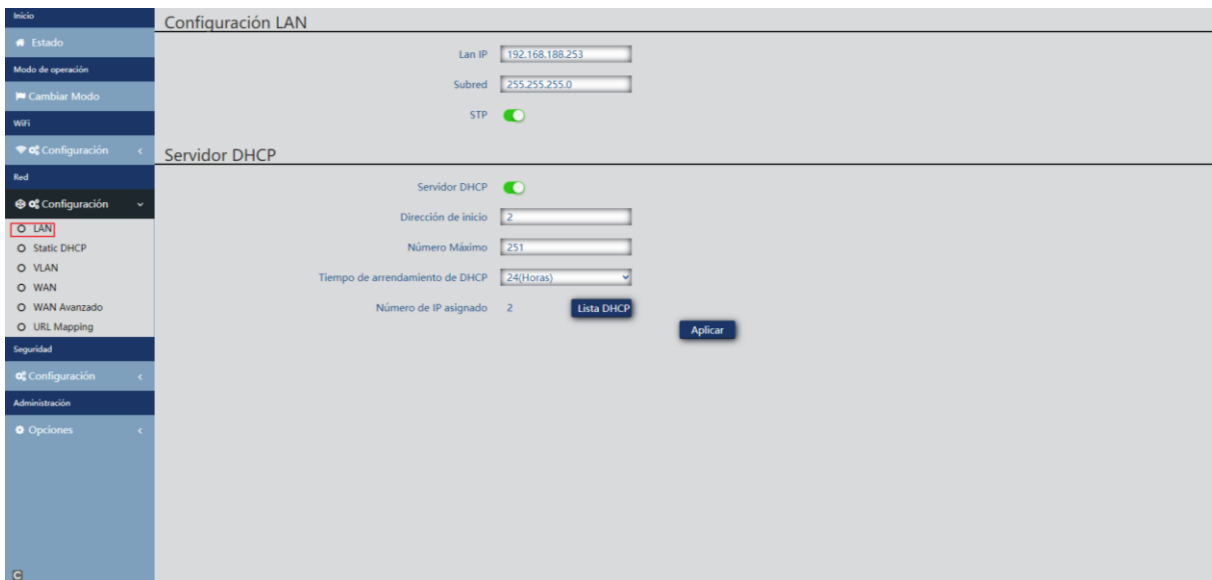 Inicio
Estado
Modo de operación
Cambiar Modo
WiFi
Configuración
Red
Configuración
LAN
Static DHCP
VLAN
WAN
WAN Avanzado
URL Mapping
Seguridad
Configuración
Administración
Opciones
Configuración LAN
Lan IP 192.168.188.253
Subred 255.255.255.0
STP
Servidor DHCP
Servidor DHCP
Dirección de inicio 2
Número Máximo 251
Tiempo de arrendamiento de DHCP 24(Horas)
Número de IP asignado 2 Lista DHCP
Aplicar